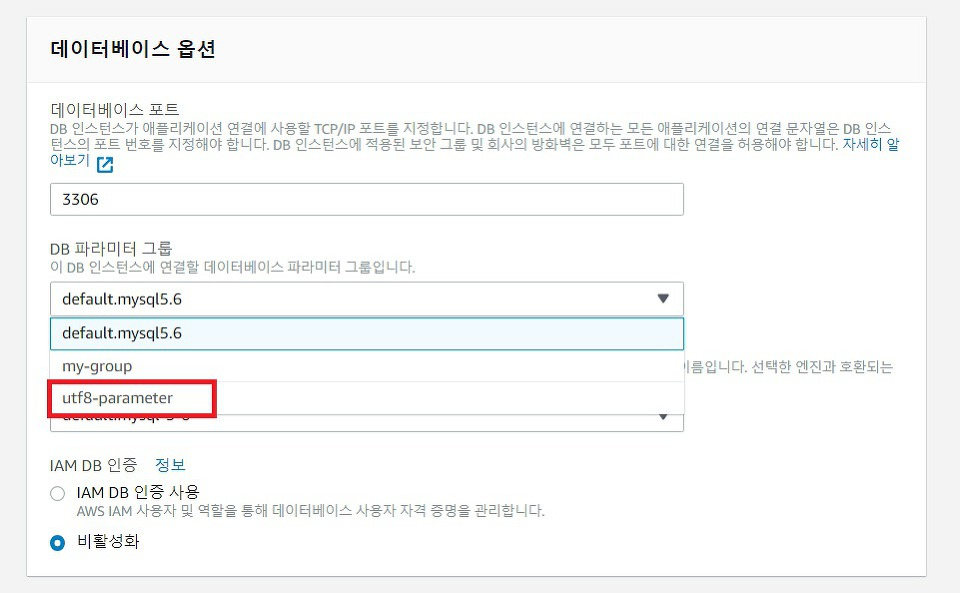 데이터베이스 옵션
데이터베이스 포트
DB 인스턴스가 애플리케이션 연결에 사용할 TCP/IP 포트를 지정합니다. DB 인스턴스에 연결하는 모든 애플리케이션의 연결 문자열은 DB 인스
턴스의 포트 번호를 지정해야 합니다. DB 인스턴스에 적용된 보안 그룹 및 회사의 방화벽은 모두 포트에 대한 연결을 허용해야 합니다. 자세히 알
아보기
3306
DB 파라미터 그룹
이 DB 인스턴스에 연결할 데이터베이스 파라미터 그룹입니다.
default.mysql5.6
default.mysql5.6
my-group
이름입니다. 선택한 엔진과 호환되는
utf8-parameter
IAM DB 인증 정보
IAM DB 인증 사용
AWS IAM 사용자 및 역할을 통해 데이터베이스 사용자 자격 증명을 관리합니다.
비활성화